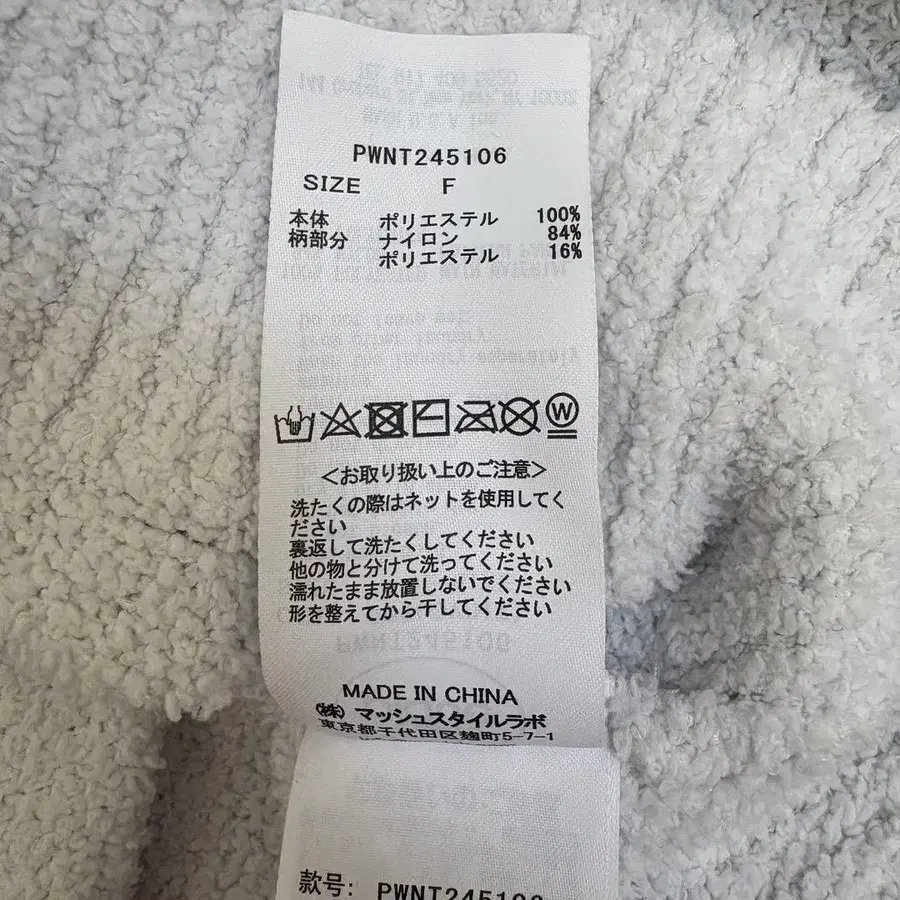 PWNT245106
SIZE F
本体 ポリエステル 100%
柄部分 ナイロン 84%
ポリエステル 16%
W
<お取り扱い上のご注意>
洗たくの際はネットを使用してく
ださい
裏返して洗たくしてください
他の物と分けて洗ってください
濡れたまま放置しないでください
形を整えてから干してください
MADE IN CHINA
(株) マッシュスタイルラボ
東京都千代田区麹町5-7-1
款号: PWNT245106